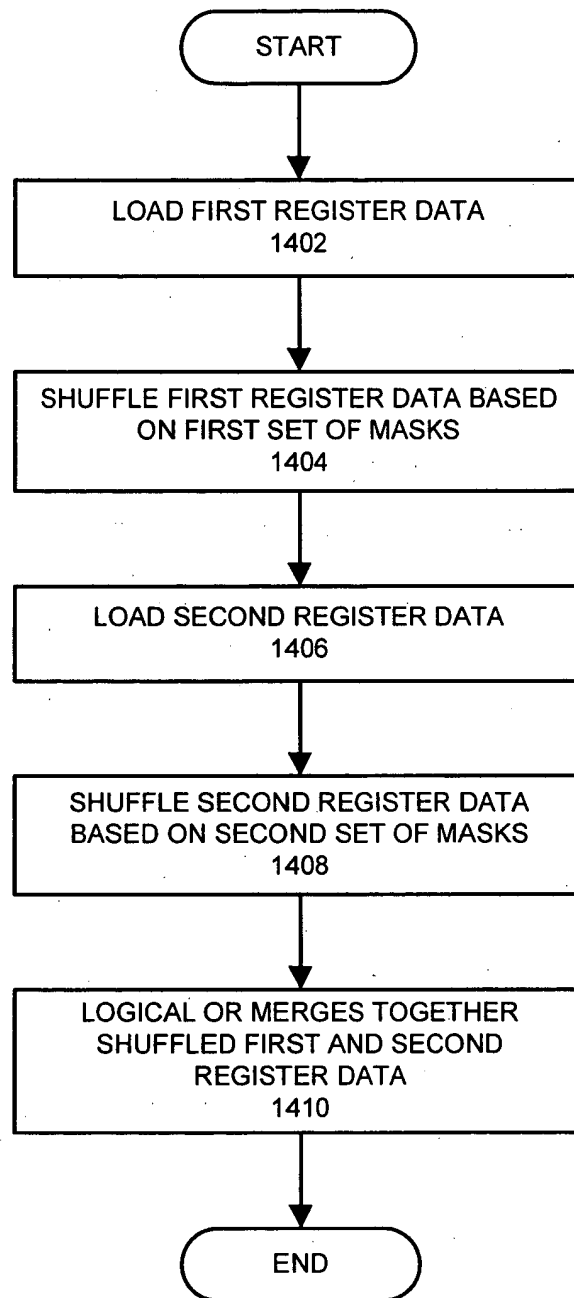 START
LOAD FIRST REGISTER DATA
1402
SHUFFLE FIRST REGISTER DATA BASED
ON FIRST SET OF MASKS
1404
LOAD SECOND REGISTER DATA
1406
SHUFFLE SECOND REGISTER DATA
BASED ON SECOND SET OF MASKS
1408
LOGICAL OR MERGES TOGETHER
SHUFFLED FIRST AND SECOND
REGISTER DATA
1410
END